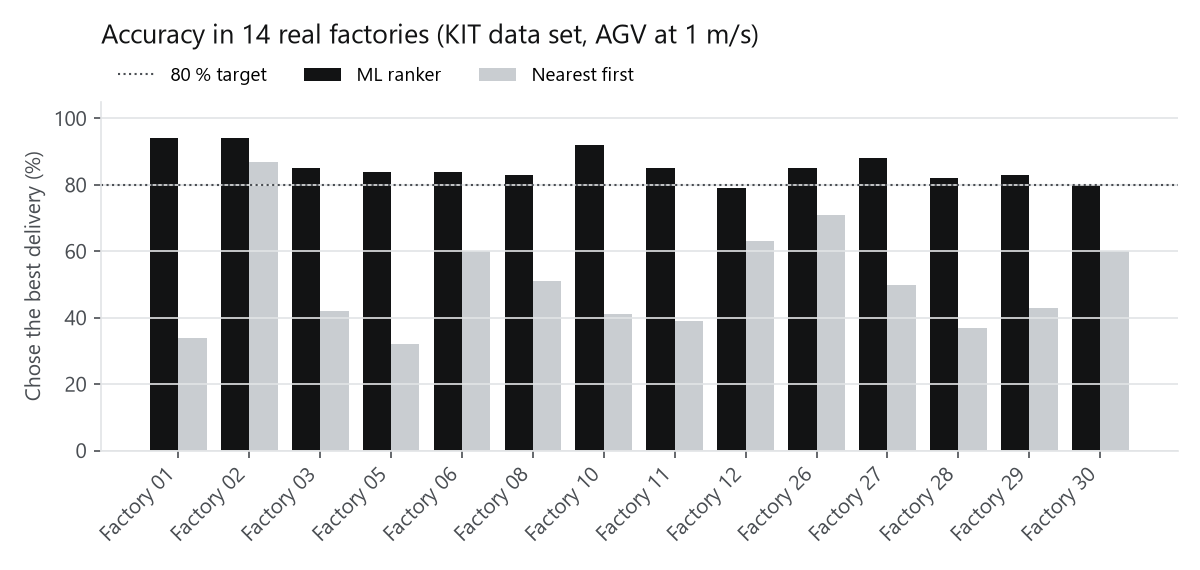 Accuracy in 14 real factories (KIT data set, AGV at 1 m/s)
80 % target
ML ranker
Nearest first
Chose the best delivery (%)
100
80
60
40
20
0
Factory 01
Factory 02
Factory 03
Factory 05
Factory 06
Factory 08
Factory 10
Factory 11
Factory 12
Factory 26
Factory 27
Factory 28
Factory 29
Factory 30